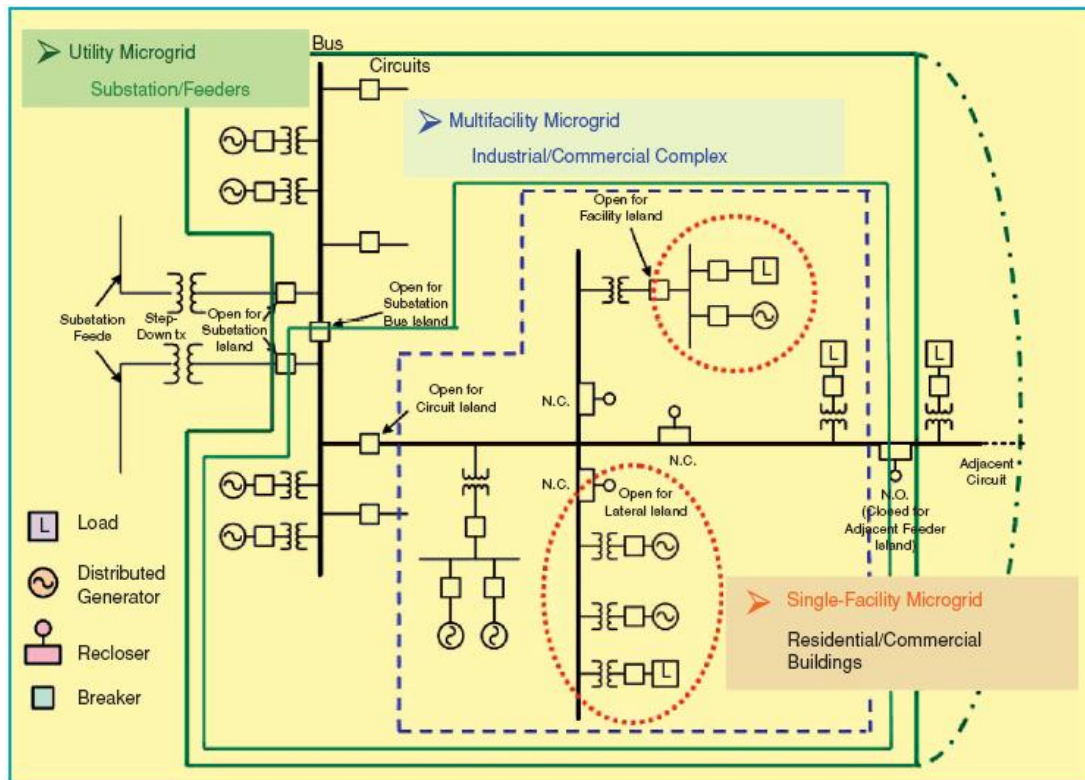 Utility Microgrid
Substation/Feeders
Bus
Circuits
Multifacility Microgrid
Industrial/Commercial Complex
Open for
Facility Island
L
Open for
Substation
Bus Island
Substation
Feeds
Step-
Down tx
Open for
Substation
Island
L
L
Open for
Circuit Island
N.C.
N.C.
N.C.
Open for
Lateral Island
N.O.
(Closed for
Adjacent Feeder
Island)
Adjacent
Circuit
L
L Load
Distributed
Generator
Recloser
Breaker
Single-Facility Microgrid
Residential/Commercial
Buildings